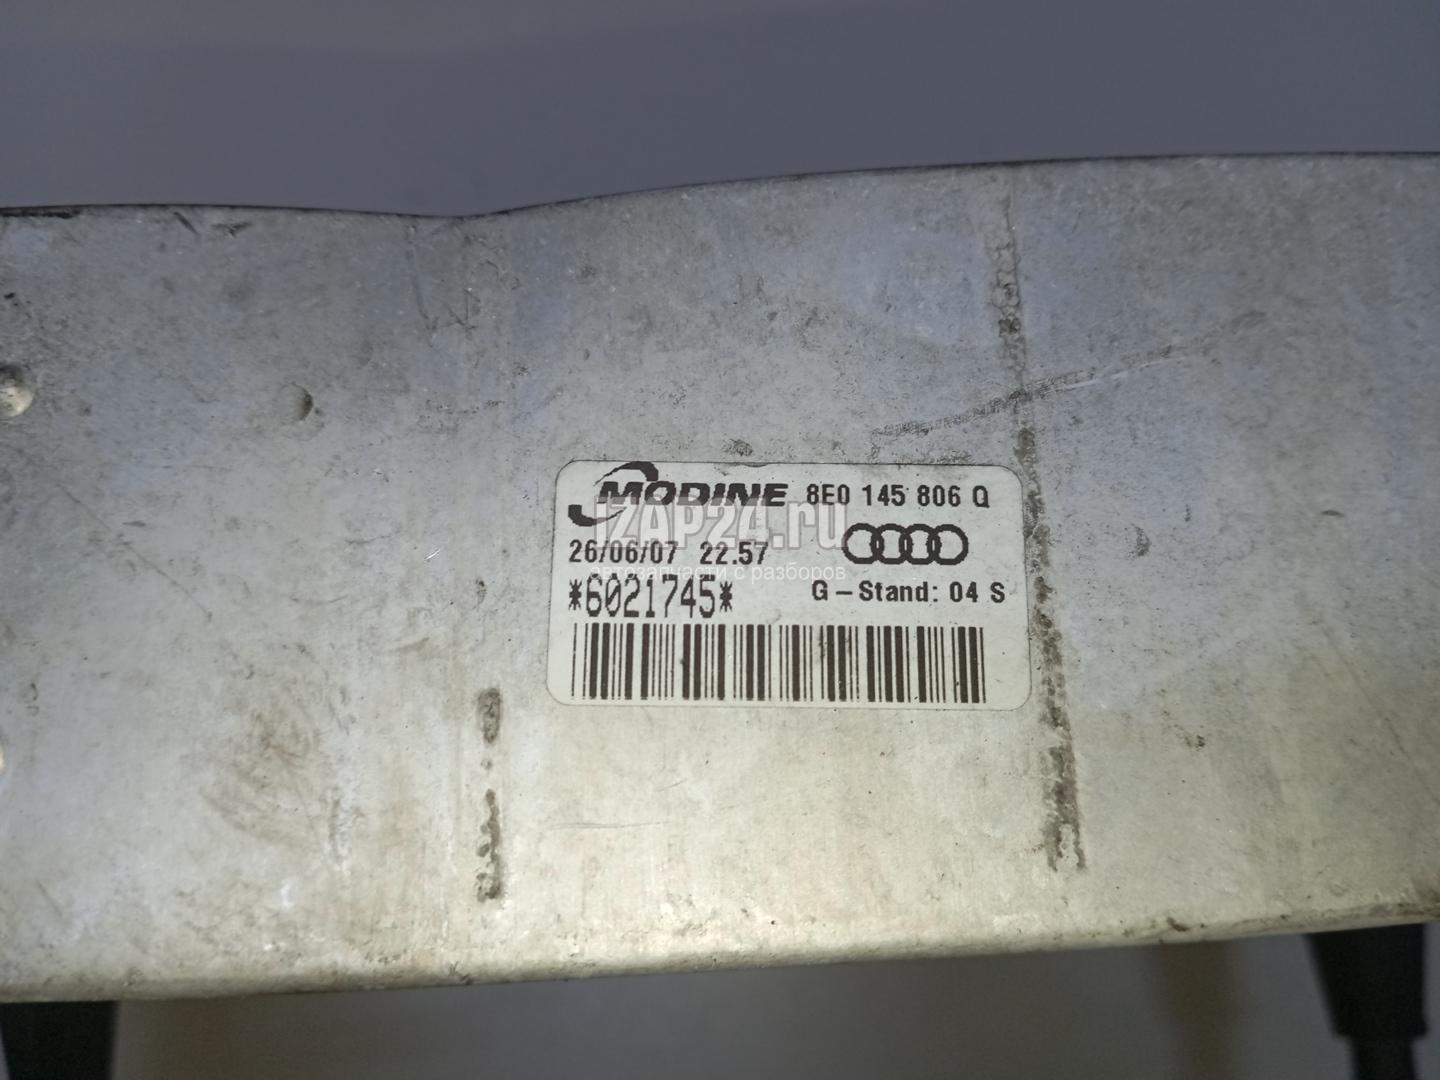 MODINE 8E0 145 806 Q
iZAP24.ru
26/06/07 22.57
автозапчасти с разборов
*6021745* G-Stand: 04 S